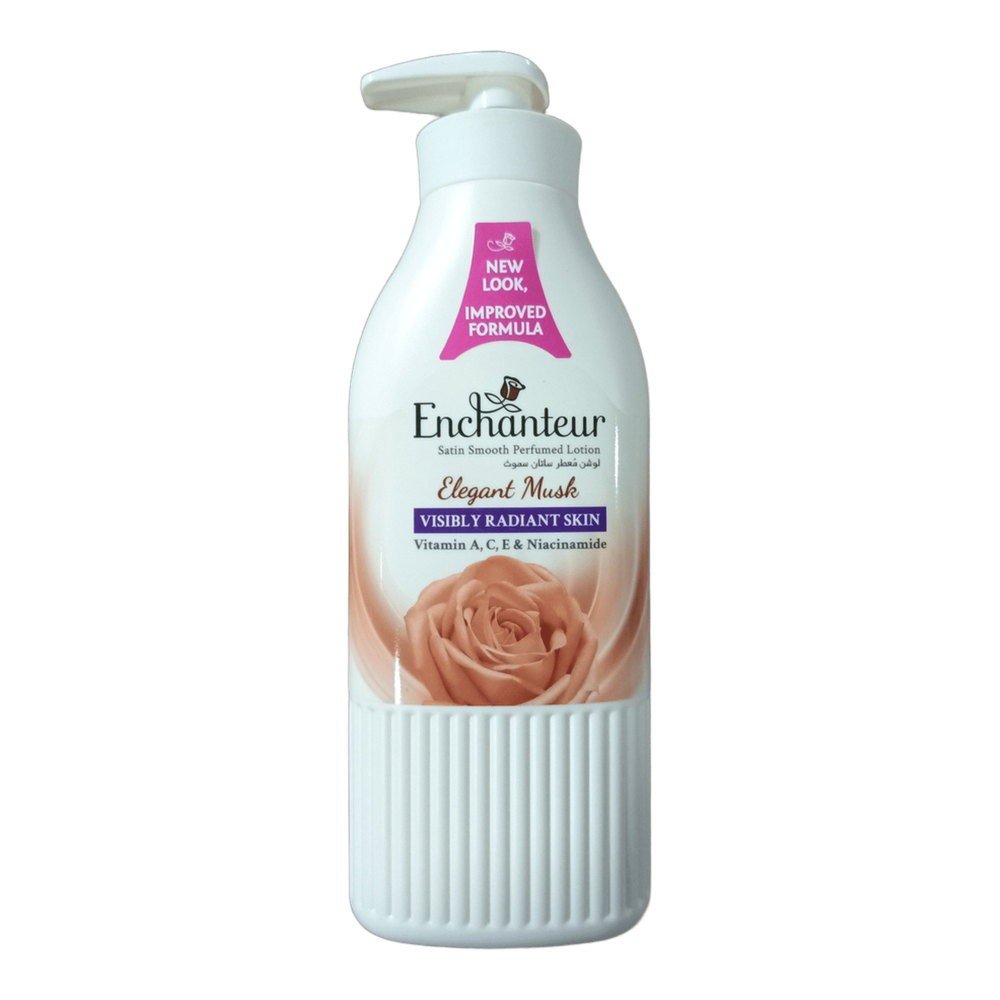 NEW
LOOK,
IMPROVED
FORMULA
Enchanteur
Satin Smooth Perfumed Lotion
لوشن مُعطر ساتان سموث
Elegant Musk
VISIBLY RADIANT SKIN
Vitamin A, C, E & Niacinamide